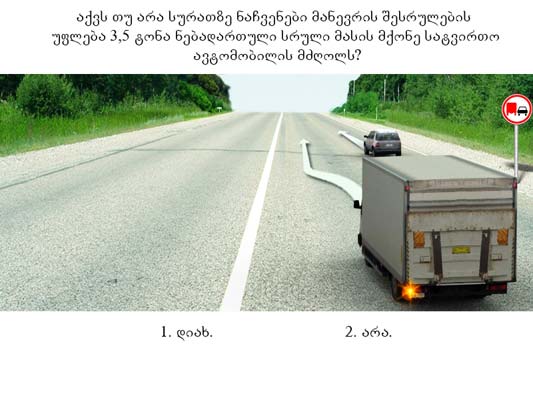 აქვს თუ არა სურათზე ნაჩვენები მანევრის შესრულების
უფლება 3,5 ტონა ნებადართული სრული მასის მქონე სატვირთო
ავტომობილის მძღოლს?
1. დიახ.
2. არა.